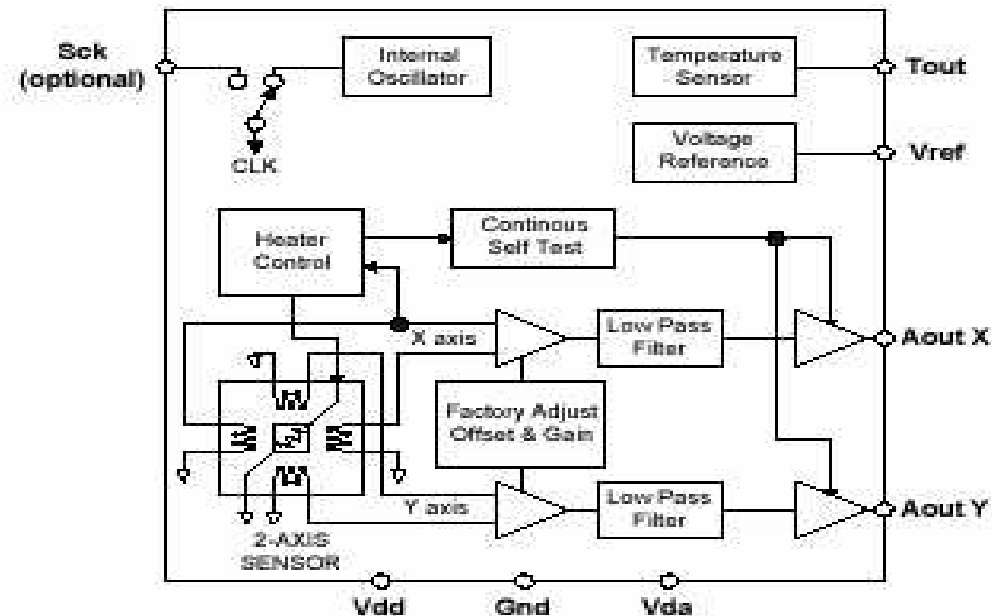 Sck
(optional)
Internal
Oscillator
CLK
Temperature
Sensor
Tout
Voltage
Reference
Vref
Heater
Control
Continous
Self Test
X axis
Low Pass
Filter
Aout X
Factory Adjust
Offset & Gain
Y axis
Low Pass
Filter
Aout Y
2-AXIS
SENSOR
Vdd
Gnd
Vda